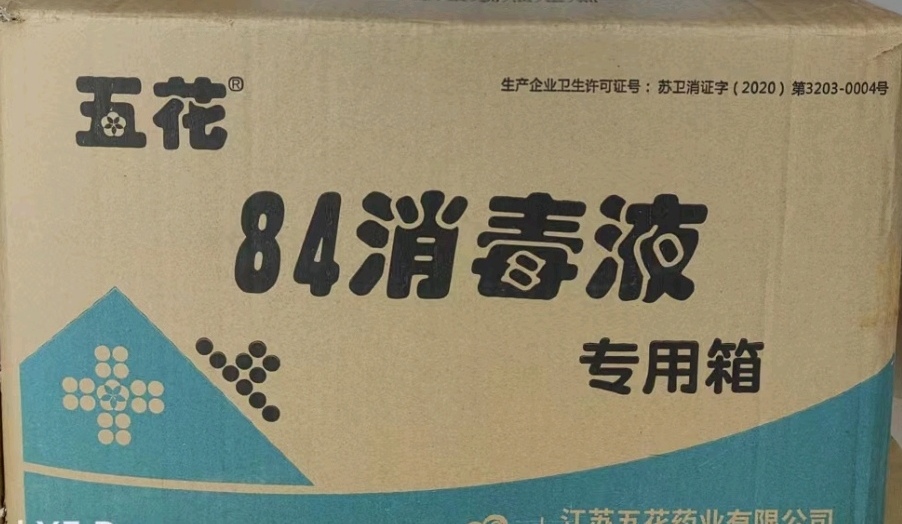 五花®
生产企业卫生许可证号：苏卫消证字（2020）第3203-0004号
84消毒液
专用箱
江苏五花药业有限公司